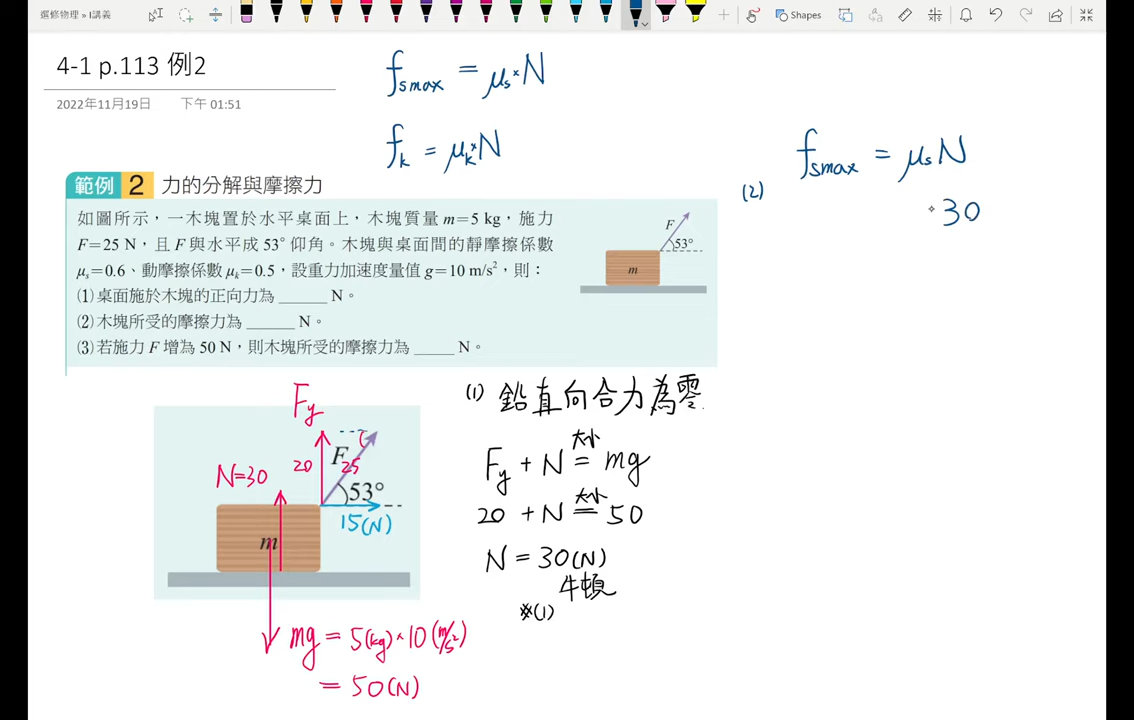 選修物理 » I講義
Shapes
4-1 p.113 例2
2022年11月19日 下午 01:51
fsmax = μs×N
fk = μk×N
範例 2 力的分解與摩擦力
如圖所示，一木塊置於水平桌面上，木塊質量 m=5 kg，施力
F=25 N，且 F 與水平成 53° 仰角。木塊與桌面間的靜摩擦係數
μs=0.6、動摩擦係數 μk=0.5，設重力加速度量值 g=10 m/s²，則：
(1)桌面施於木塊的正向力為 ______ N。
(2)木塊所受的摩擦力為 ______ N。
(3)若施力 F 增為 50 N，則木塊所受的摩擦力為 _____ N。
F
53°
m
(2) fsmax = μsN
×30
Fy
20
F
25
53°
N=30
15(N)
m
mg = 5(kg)×10(m/s²)
= 50(N)
(1) 鉛直向合力為零
大小
Fy + N = mg
大小
20 + N = 50
N = 30(N)
牛頓
※(1)